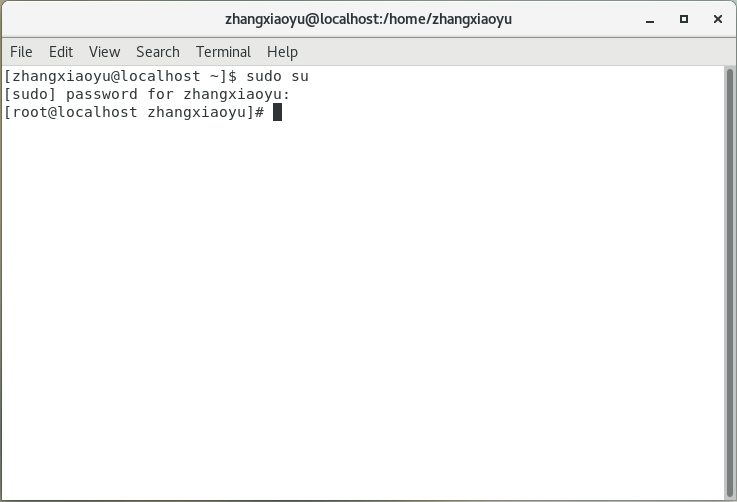 zhangxiaoyu@localhost:/home/zhangxiaoyu
File Edit View Search Terminal Help
[zhangxiaoyu@localhost ~]$ sudo su
[sudo] password for zhangxiaoyu:
[root@localhost zhangxiaoyu]#